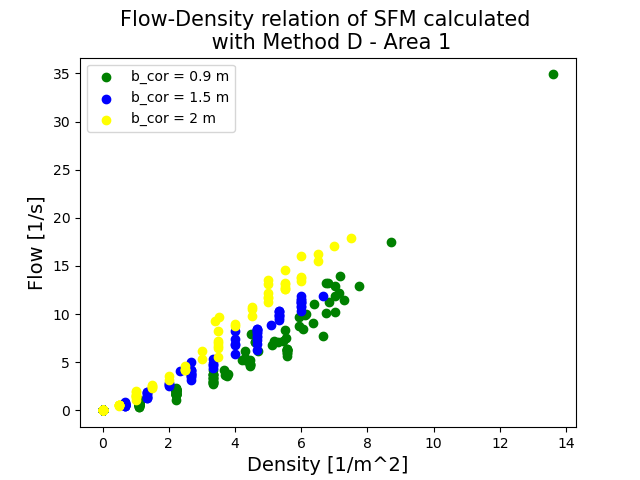 Flow-Density relation of SFM calculated
with Method D - Area 1
b_cor = 0.9 m
b_cor = 1.5 m
b_cor = 2 m
35
30
25
20
15
10
5
0
Flow [1/s]
0 2 4 6 8 10 12 14
Density [1/m^2]